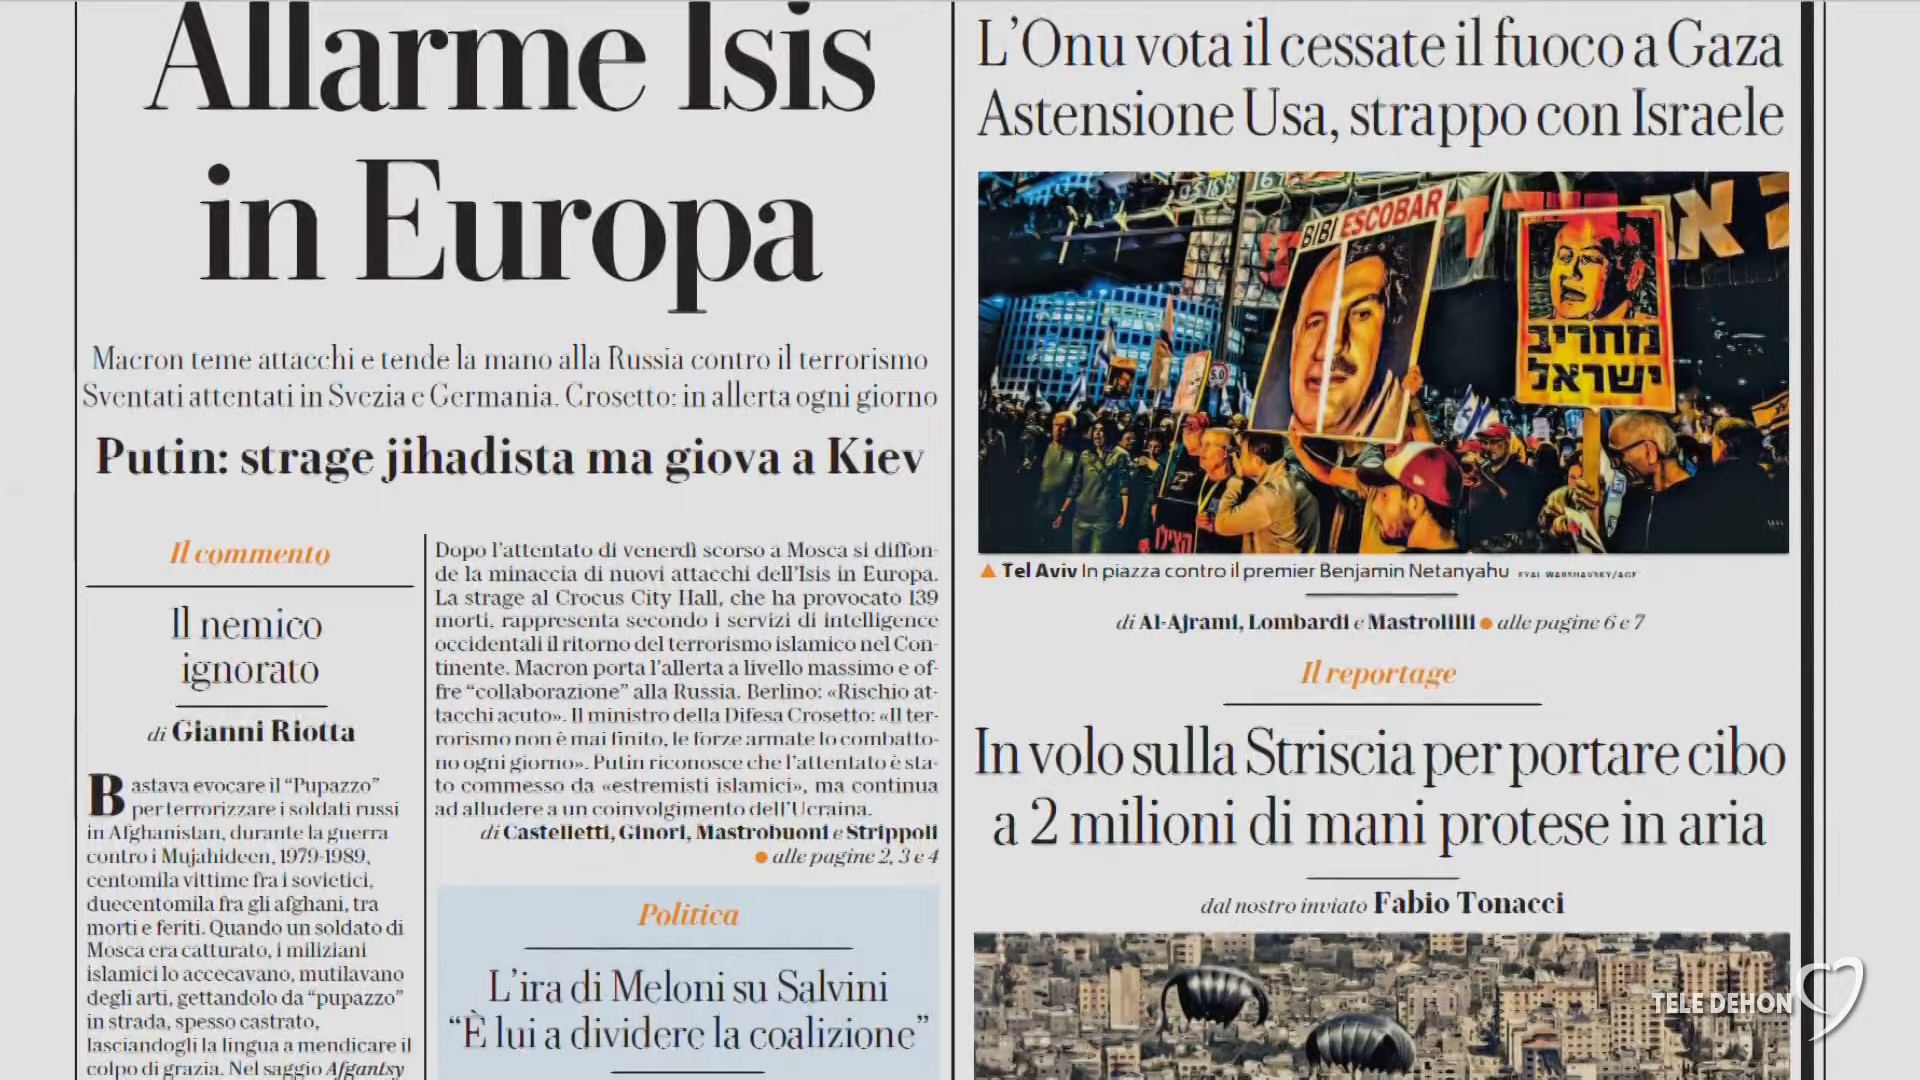 Allarme Isis
in Europa
Macron teme attacchi e tende la mano alla Russia contro il terrorismo
Sventati attentati in Svezia e Germania. Crosetto: in allerta ogni giorno
Putin: strage jihadista ma giova a Kiev
Il commento
Il nemico
ignorato
di Gianni Riotta
Bastava evocare il “Pupazzo”
per terrorizzare i soldati russi
in Afghanistan, durante la guerra
contro i Mujahideen, 1979-1989,
centomila vittime fra i sovietici,
duecentomila fra gli afghani, tra
morti e feriti. Quando un soldato di
Mosca era catturato, i miliziani
islamici lo accecavano, mutilavano
degli arti, gettandolo da “pupazzo”
in strada, spesso castrato,
lasciandogli la lingua a mendicare il
colpo di grazia. Nel saggio Afgantsy
Dopo l’attentato di venerdì scorso a Mosca si diffon-
de la minaccia di nuovi attacchi dell’Isis in Europa.
La strage al Crocus City Hall, che ha provocato 139
morti, rappresenta secondo i servizi di intelligence
occidentali il ritorno del terrorismo islamico nel Con-
tinente. Macron porta l’allerta a livello massimo e of-
fre “collaborazione” alla Russia. Berlino: «Rischio at-
tacchi acuto». Il ministro della Difesa Crosetto: «Il ter-
rorismo non è mai finito, le forze armate lo combatto-
no ogni giorno». Putin riconosce che l’attentato è sta-
to commesso da «estremisti islamici», ma continua
ad alludere a un coinvolgimento dell’Ucraina.
di Castelletti, Ginori, Mastrobuoni e Strippoli
● alle pagine 2, 3 e 4
Politica
L’ira di Meloni su Salvini
“È lui a dividere la coalizione”
L’Onu vota il cessate il fuoco a Gaza
Astensione Usa, strappo con Israele
BIBI ESCOBAR
מחריב
ישראל
▲ Tel Aviv In piazza contro il premier Benjamin Netanyahu EYAL WARSHAVSKY/AGF
di Al-Ajrami, Lombardi e Mastrolilli ● alle pagine 6 e 7
Il reportage
In volo sulla Striscia per portare cibo
a 2 milioni di mani protese in aria
dal nostro inviato Fabio Tonacci
TELE DEHON